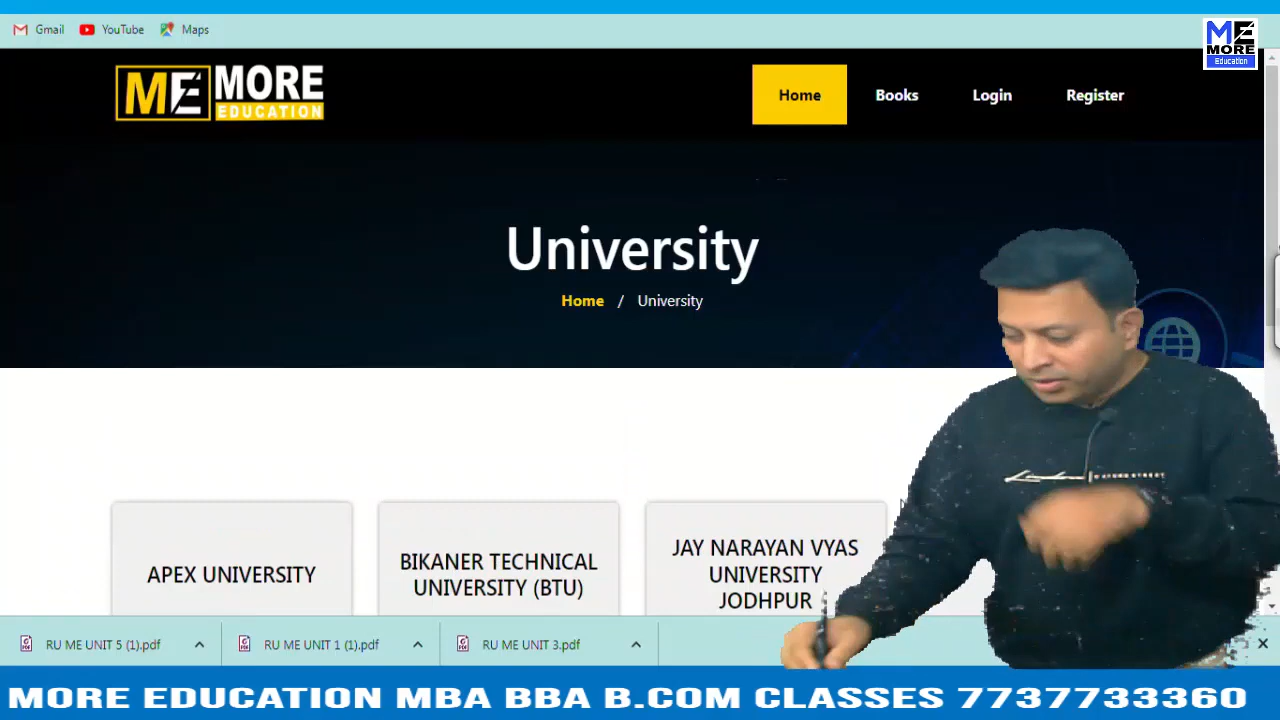 Gmail YouTube Maps
ME
MORE
Education
ME MORE
EDUCATION
Home Books Login Register
University
Home / University
APEX UNIVERSITY
BIKANER TECHNICAL
UNIVERSITY (BTU)
JAY NARAYAN VYAS
UNIVERSITY
JODHPUR
RU ME UNIT 5 (1).pdf RU ME UNIT 1 (1).pdf RU ME UNIT 3.pdf
MORE EDUCATION MBA BBA B.COM CLASSES 7737733360